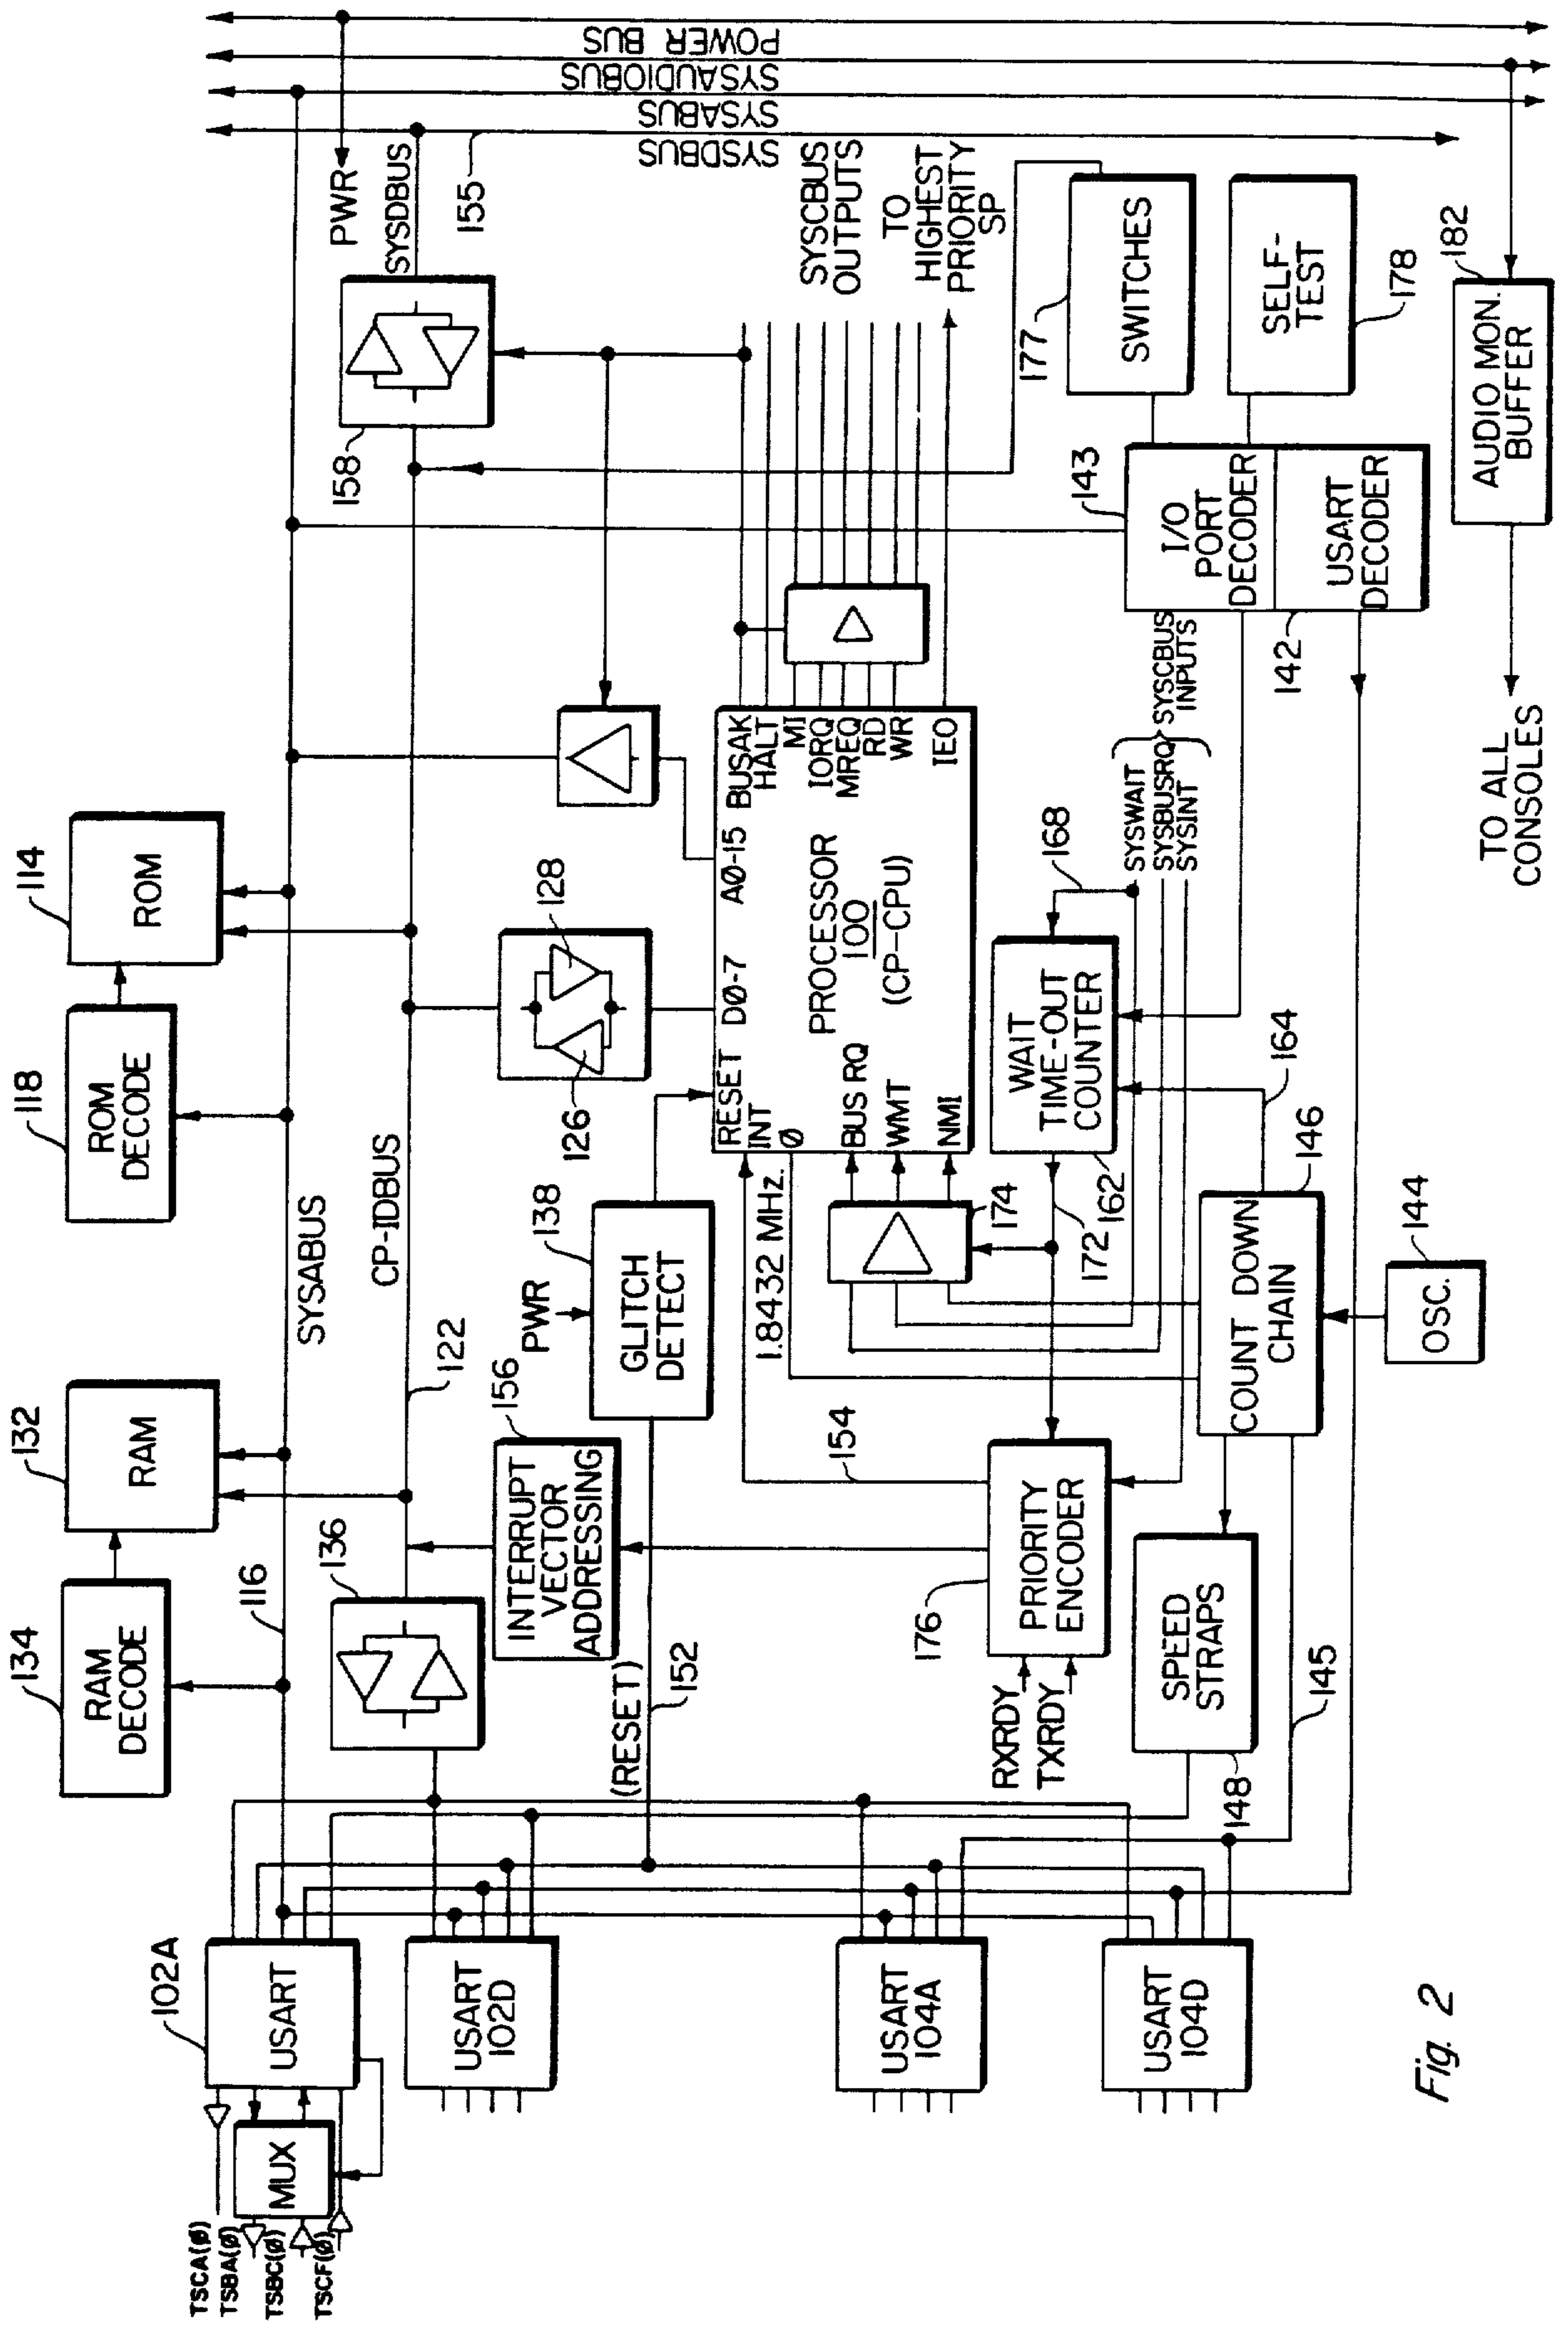 134
RAM
DECODE
132
RAM
118
ROM
DECODE
114
ROM
116
SYSABUS
136
122
CP-IDBUS
158
SYSDBUS
PWR
155
SYSDBUS
SYSABUS
SYSAUDIOBUS
POWER BUS
102A
USART
MUX
TSCA(Ø)
TSBA(Ø)
TSBC(Ø)
TSCF(Ø)
USART
102D
USART
104A
USART
104D
(RESET)
152
156
INTERRUPT
VECTOR
ADDRESSING
PWR
138
GLITCH
DETECT
126
128
1.8432 MHz.
RESET
INT
Ø
BUS RQ
WMT
NMI
DØ-7
AØ-15
PROCESSOR
100
(CP-CPU)
BUSAK
HALT
MI
IORQ
MREQ
RD
WR
IEO
SYSCBUS
OUTPUTS
TO
HIGHEST
PRIORITY
SP
154
174
176
PRIORITY
ENCODER
RXRDY
TXRDY
172
162
WAIT
TIME-OUT
COUNTER
168
164
SYSWAIT
SYSBUSRQ
SYSINT
SYSCBUS
INPUTS
143
I/O
PORT
DECODER
142
USART
DECODER
177
SWITCHES
SELF-
TEST
178
148
SPEED
STRAPS
145
146
COUNT DOWN
CHAIN
144
OSC.
182
AUDIO MON.
BUFFER
TO ALL
CONSOLES
Fig. 2